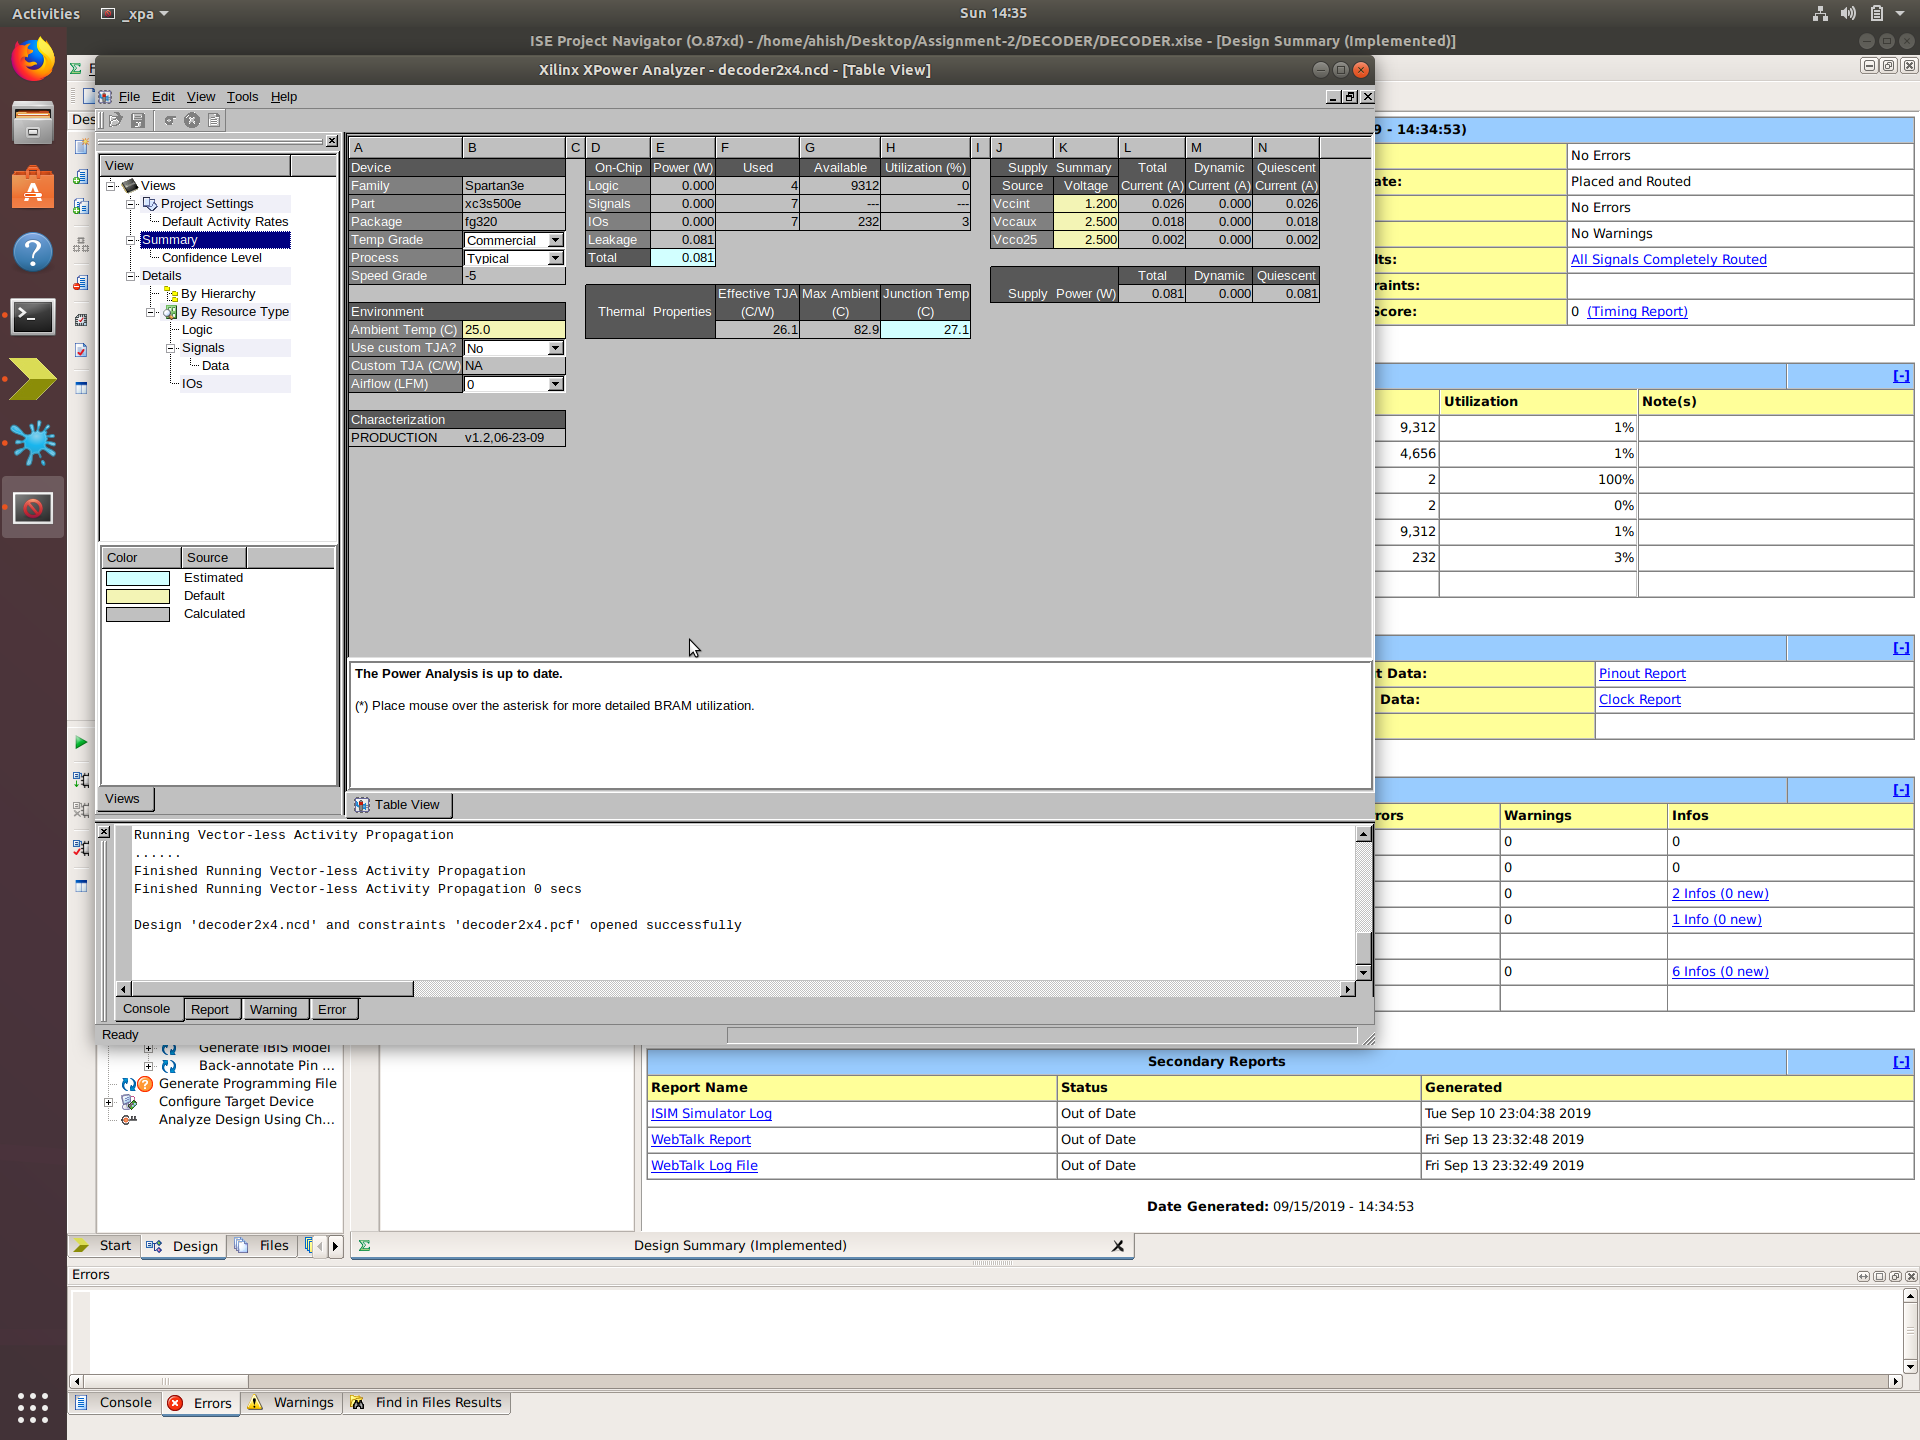 Activities _xpa Sun 14:35
ISE Project Navigator (O.87xd) - /home/ahish/Desktop/Assignment-2/DECODER/DECODER.xise - [Design Summary (Implemented)]
Xilinx XPower Analyzer - decoder2x4.ncd - [Table View]
File Edit View Tools Help
View
Views
Project Settings
Default Activity Rates
Summary
Confidence Level
Details
By Hierarchy
By Resource Type
Logic
Signals
Data
IOs
Color Source
Estimated
Default
Calculated
Views
A B C D E F G H I J K L M N
Device
Family Spartan3e
Part xc3s500e
Package fg320
Temp Grade Commercial
Process Typical
Speed Grade -5
Environment
Ambient Temp (C) 25.0
Use custom TJA? No
Custom TJA (C/W) NA
Airflow (LFM) 0
Characterization
PRODUCTION v1.2,06-23-09
On-Chip Power (W) Used Available Utilization (%)
Logic 0.000 4 9312 0
Signals 0.000 7 --- ---
IOs 0.000 7 232 3
Leakage 0.081
Total 0.081
Effective TJA Max Ambient Junction Temp
Thermal Properties (C/W) (C) (C)
26.1 82.9 27.1
Supply Summary Total Dynamic Quiescent
Source Voltage Current (A) Current (A) Current (A)
Vccint 1.200 0.026 0.000 0.026
Vccaux 2.500 0.018 0.000 0.018
Vcco25 2.500 0.002 0.000 0.002
Total Dynamic Quiescent
Supply Power (W) 0.081 0.000 0.081
The Power Analysis is up to date.
(*) Place mouse over the asterisk for more detailed BRAM utilization.
Table View
Running Vector-less Activity Propagation
......
Finished Running Vector-less Activity Propagation
Finished Running Vector-less Activity Propagation 0 secs
Design 'decoder2x4.ncd' and constraints 'decoder2x4.pcf' opened successfully
Console Report Warning Error
Ready
Des
9 - 14:34:53)
No Errors
ate: Placed and Routed
No Errors
No Warnings
lts: All Signals Completely Routed
raints:
Score: 0 (Timing Report)
[-]
Utilization Note(s)
9,312 1%
4,656 1%
2 100%
2 0%
9,312 1%
232 3%
[-]
t Data: Pinout Report
Data: Clock Report
[-]
rors Warnings Infos
0 0
0 0
0 2 Infos (0 new)
0 1 Info (0 new)
0 6 Infos (0 new)
Generate IBIS Model
Back-annotate Pin ...
Generate Programming File
Configure Target Device
Analyze Design Using Ch...
Secondary Reports [-]
Report Name Status Generated
ISIM Simulator Log Out of Date Tue Sep 10 23:04:38 2019
WebTalk Report Out of Date Fri Sep 13 23:32:48 2019
WebTalk Log File Out of Date Fri Sep 13 23:32:49 2019
Date Generated: 09/15/2019 - 14:34:53
Start Design Files
Design Summary (Implemented)
Errors
Console Errors Warnings Find in Files Results